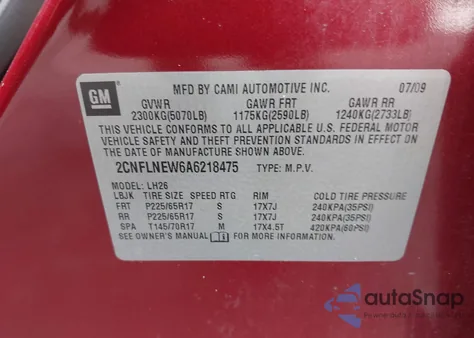 GM
MFD BY CAMI AUTOMOTIVE INC. 07/09
GVWR GAWR FRT GAWR RR
2300KG(5070LB) 1175KG(2590LB) 1240KG(2733LB)
THIS VEHICLE CONFORMS TO ALL APPLICABLE U.S. FEDERAL MOTOR
VEHICLE SAFETY AND THEFT PREVENTION STANDARDS IN EFFECT ON
THE DATE OF MANUFACTURE SHOWN ABOVE.
2CNFLNEW6A6218475 TYPE: M.P.V.
MODEL: LH26
LBJK TIRE SIZE SPEED RTG RIM COLD TIRE PRESSURE
FRT P225/65R17 S 17X7J 240KPA(35PSI)
RR P225/65R17 S 17X7J 240KPA(35PSI)
SPA T145/70R17 M 17X4.5T 420KPA(60PSI)
SEE OWNER'S MANUAL FOR MORE INFORMATION
autoSnap